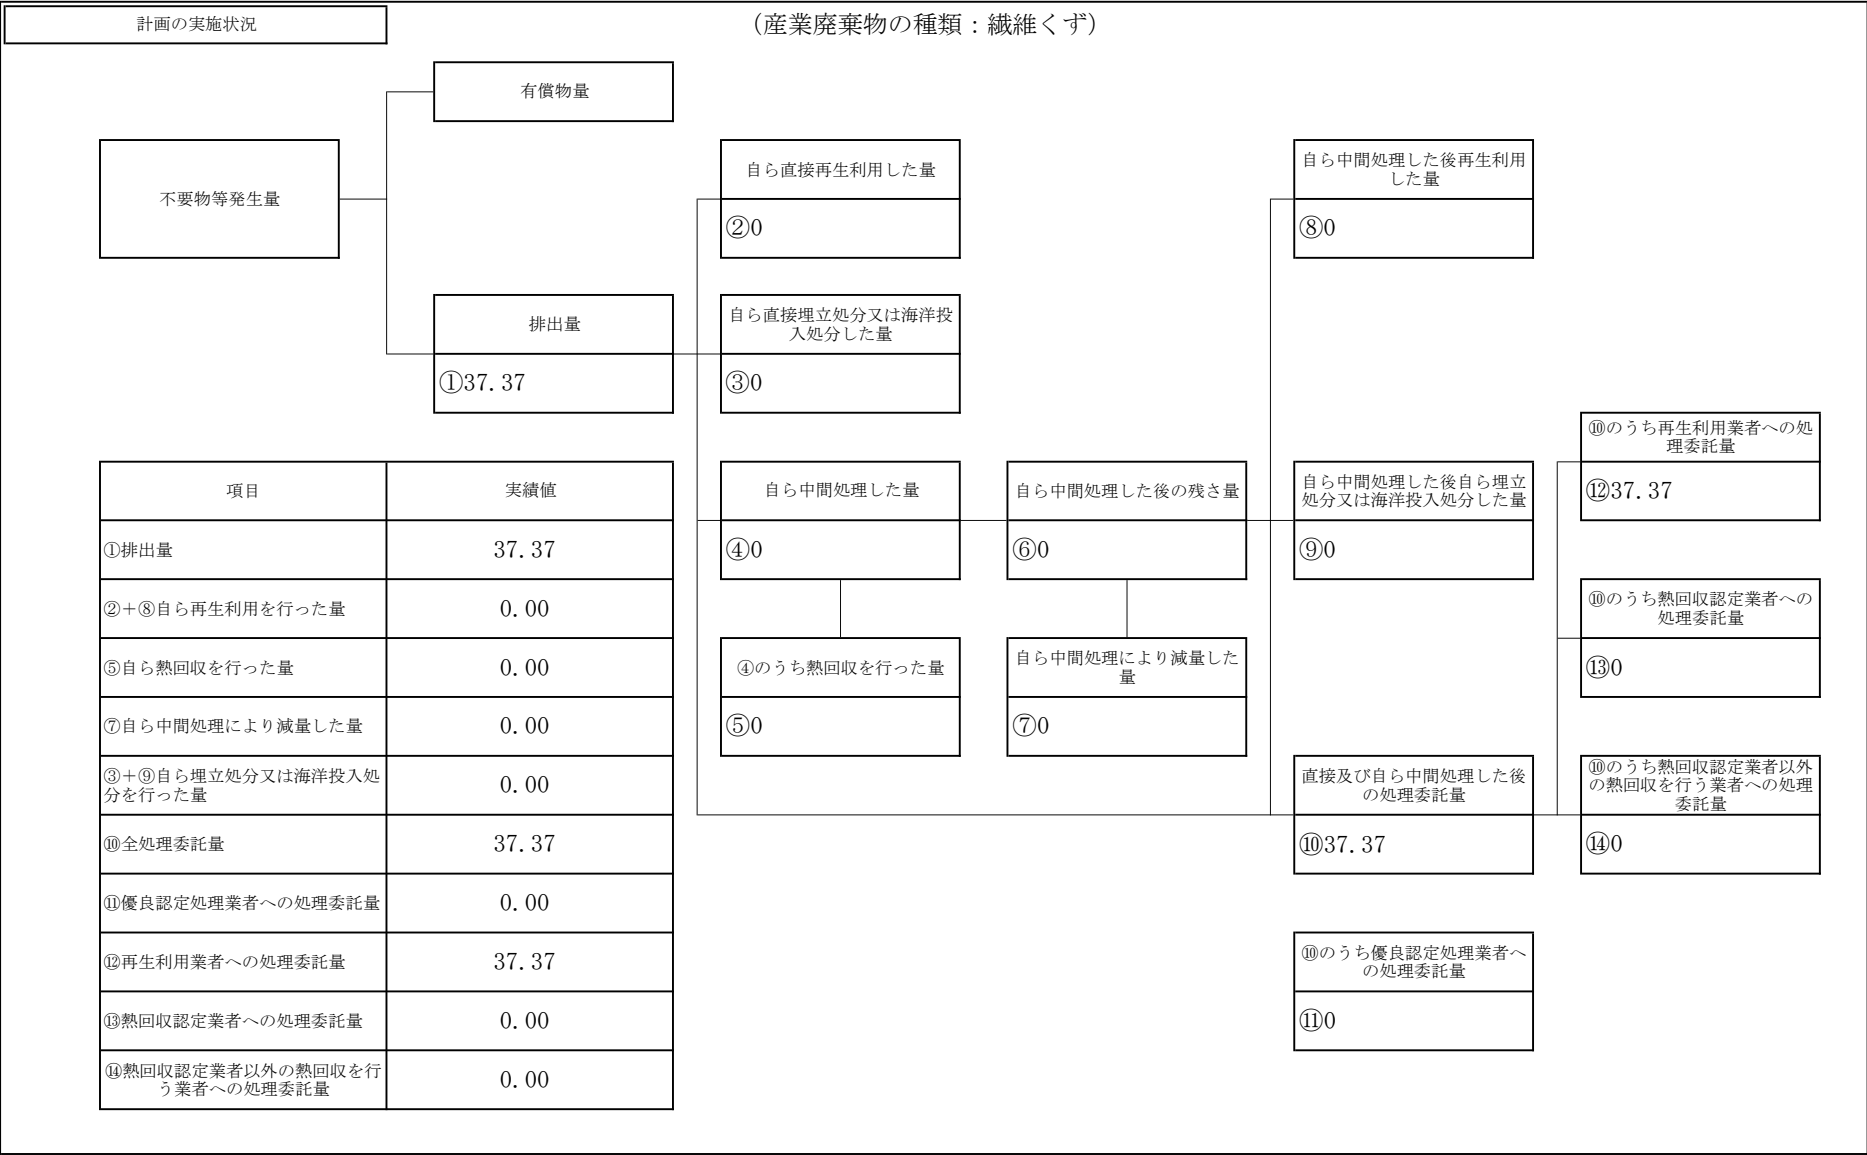 計画の実施状況
（産業廃棄物の種類：繊維くず）
有償物量
不要物等発生量
自ら直接再生利用した量
②0
自ら中間処理した後再生利用
した量
⑧0
排出量
①37.37
自ら直接埋立処分又は海洋投
入処分した量
③0
⑩のうち再生利用業者への処
理委託量
⑫37.37
自ら中間処理した量
④0
自ら中間処理した後の残さ量
⑥0
自ら中間処理した後自ら埋立
処分又は海洋投入処分した量
⑨0
⑩のうち熱回収認定業者への
処理委託量
⑬0
④のうち熱回収を行った量
⑤0
自ら中間処理により減量した
量
⑦0
直接及び自ら中間処理した後
の処理委託量
⑩37.37
⑩のうち熱回収認定業者以外
の熱回収を行う業者への処理
委託量
⑭0
⑩のうち優良認定処理業者へ
の処理委託量
⑪0
項目 実績値
①排出量 37.37
②＋⑧自ら再生利用を行った量 0.00
⑤自ら熱回収を行った量 0.00
⑦自ら中間処理により減量した量 0.00
③＋⑨自ら埋立処分又は海洋投入処
分を行った量 0.00
⑩全処理委託量 37.37
⑪優良認定処理業者への処理委託量 0.00
⑫再生利用業者への処理委託量 37.37
⑬熱回収認定業者への処理委託量 0.00
⑭熱回収認定業者以外の熱回収を行
う業者への処理委託量 0.00